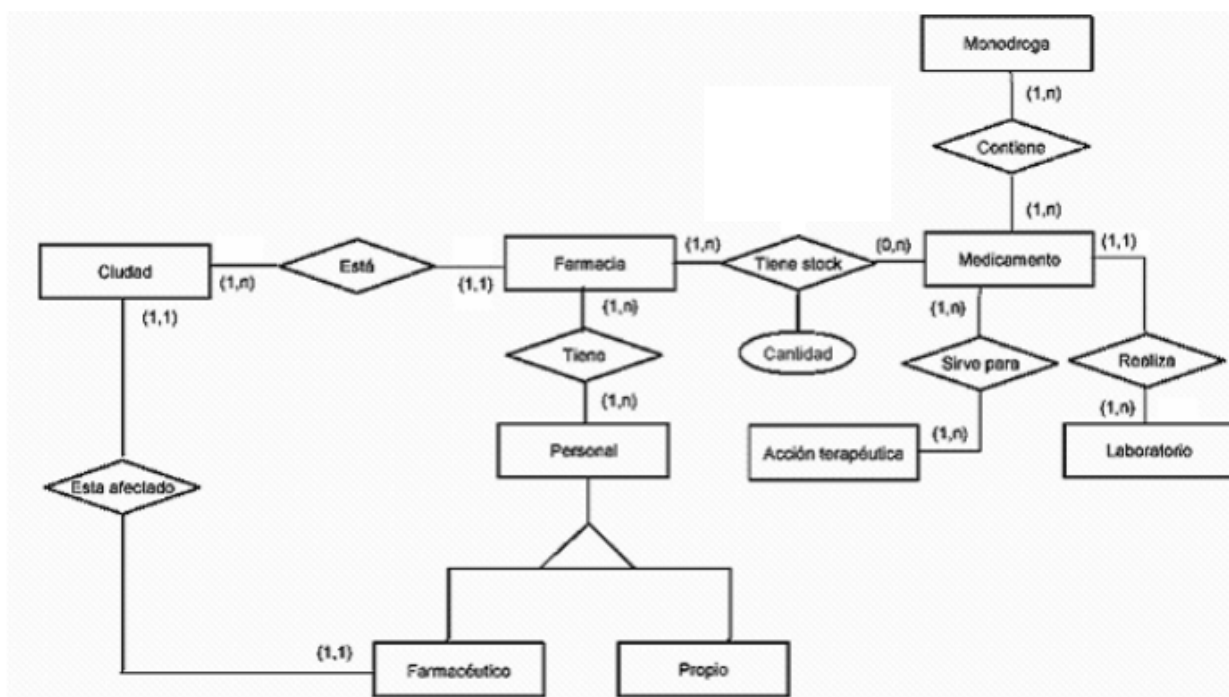 Monodroga
(1,n)
Contiene
(1,n)
Ciudad
(1,n)
Está
(1,1)
Farmacia
(1,n)
Tiene stock
(0,n)
Medicamento
(1,1)
(1,1)
(1,n)
Cantidad
(1,n)
Tiene
Sirve para
Realiza
(1,n)
(1,n)
(1,n)
Personal
Acción terapéutica
Laboratorio
Esta afectado
(1,1)
Farmacéutico
Propio